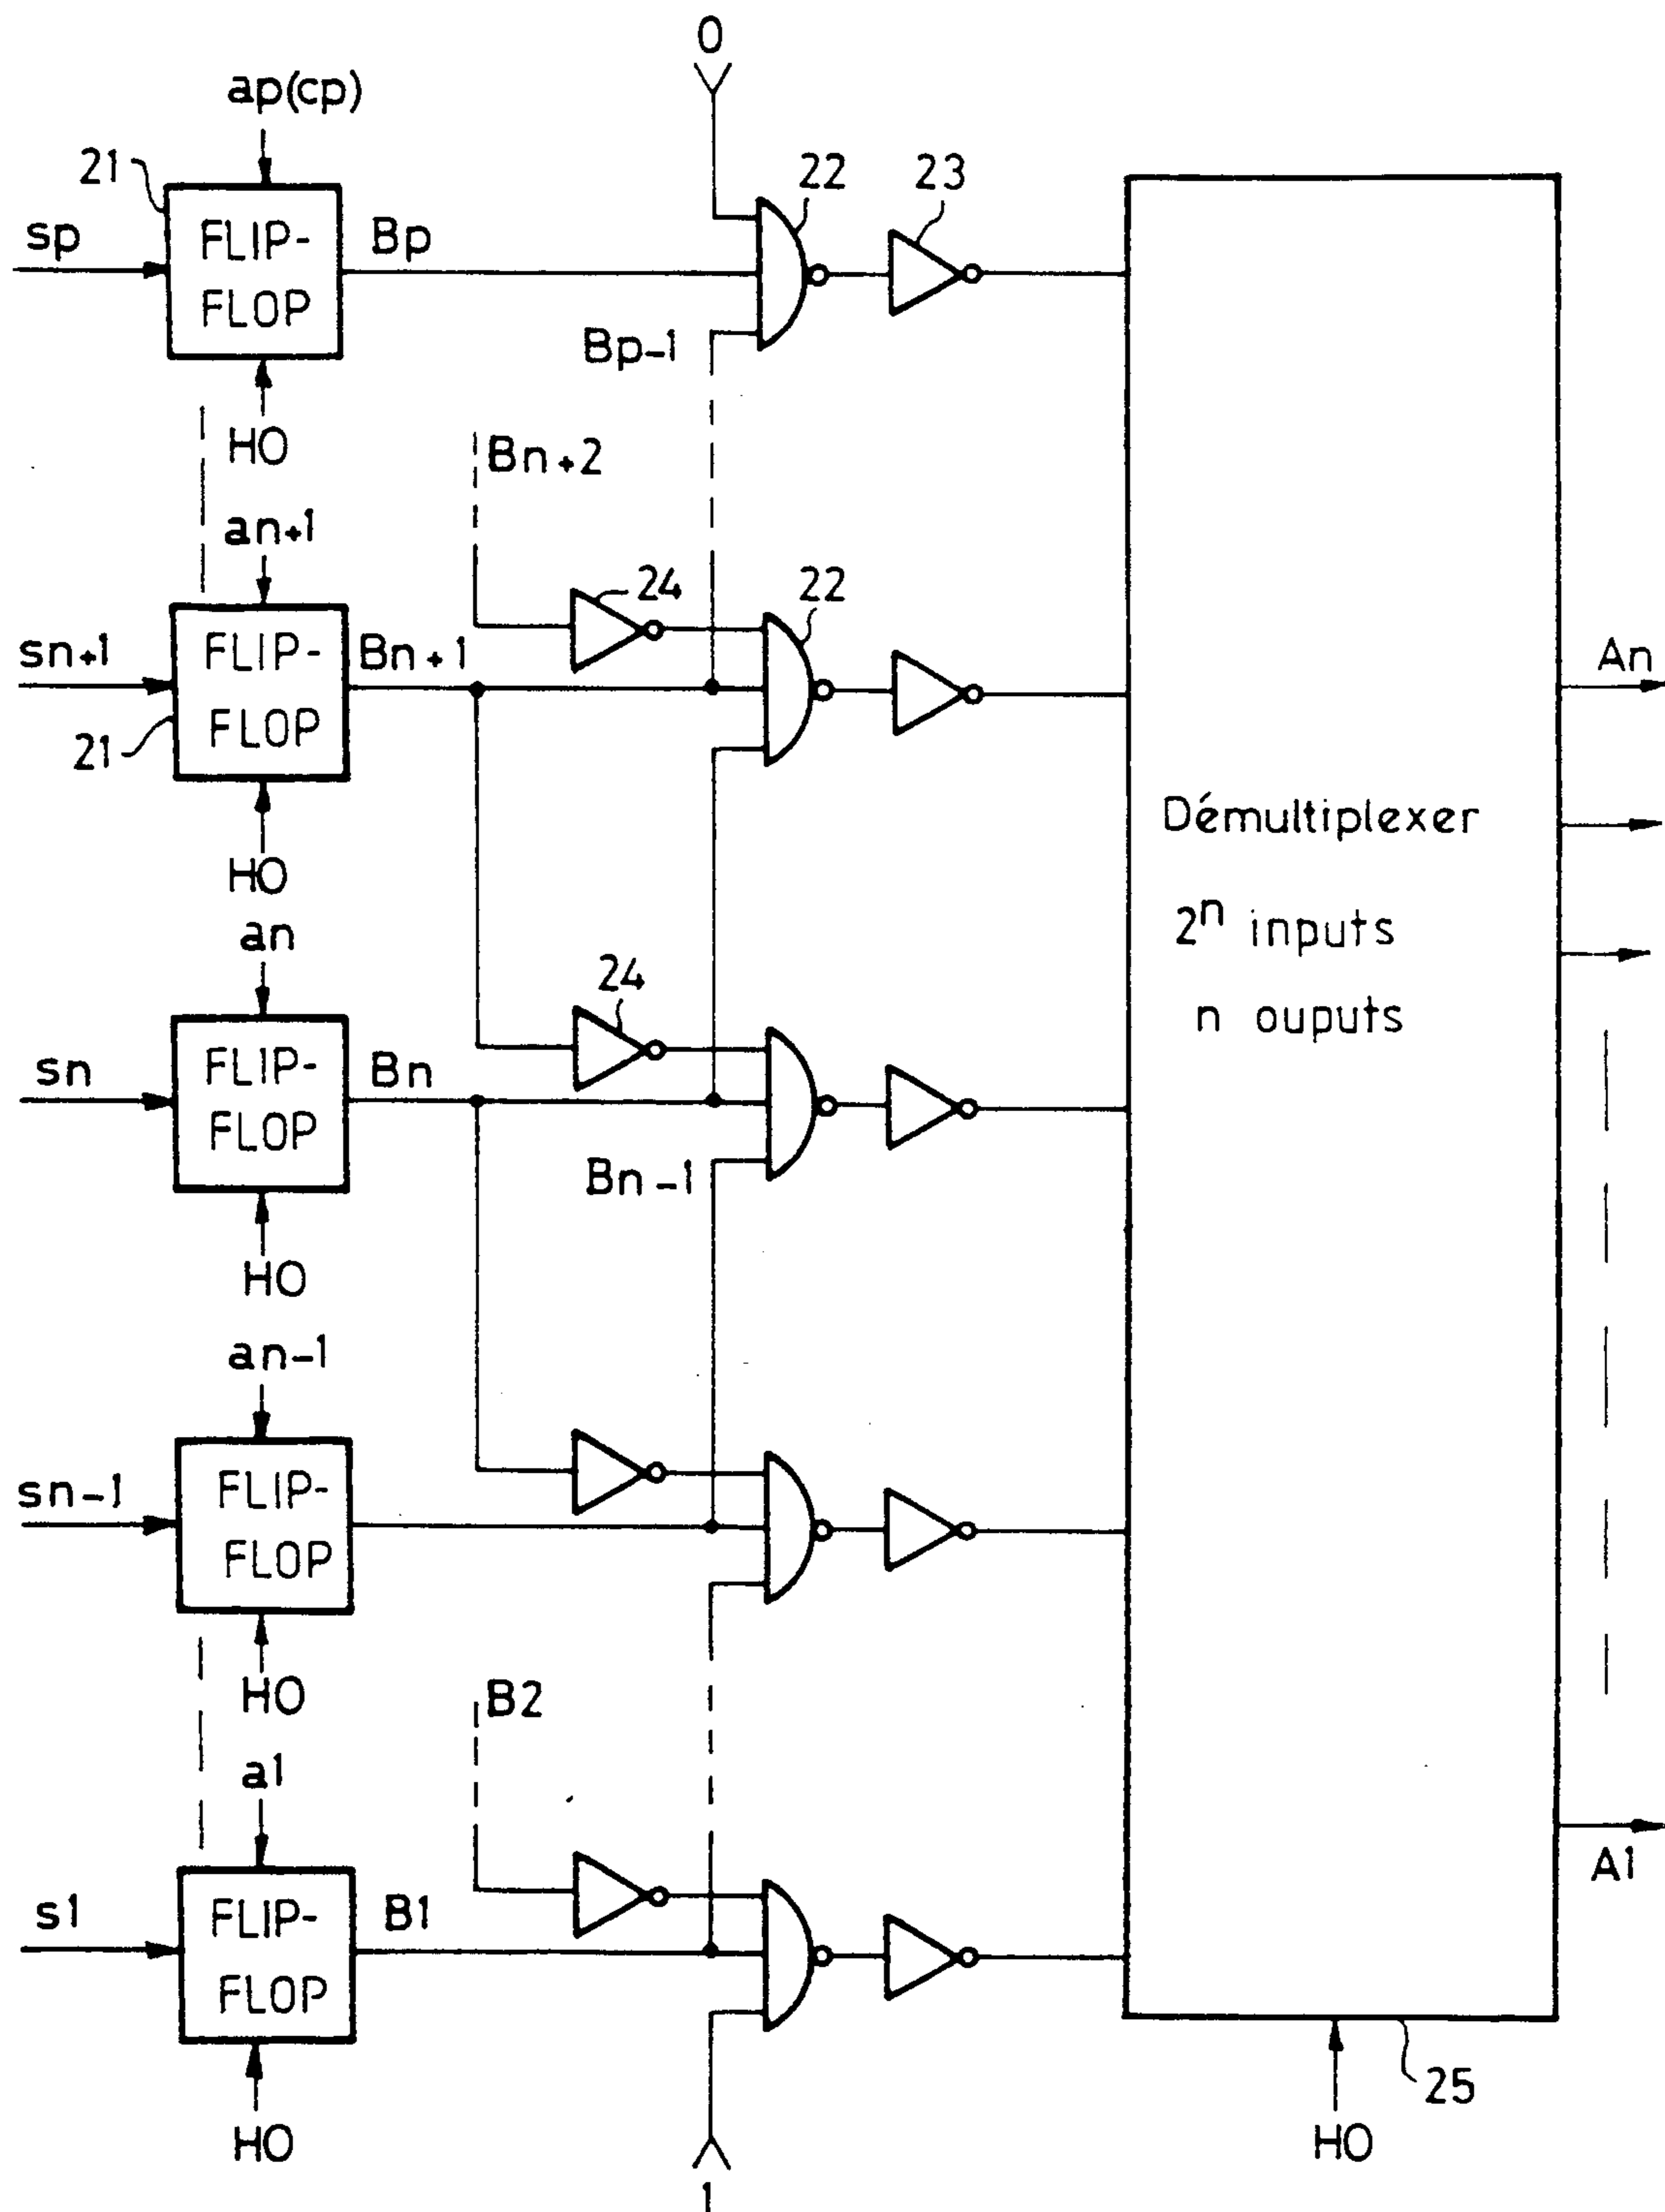 0
ap(cp)
21
22
23
FLIP-
FLOP
sp
Bp
Bp-1
HO
Bn+2
an+1
24
22
FLIP-
FLOP
sn+1
Bn+1
21
An
HO
Démultiplexer
2ⁿ inputs
n ouputs
an
24
FLIP-
FLOP
sn
Bn
Bn-1
HO
an-1
FLIP-
FLOP
sn-1
HO
B2
a1
FLIP-
FLOP
s1
B1
A1
HO
HO
25
1